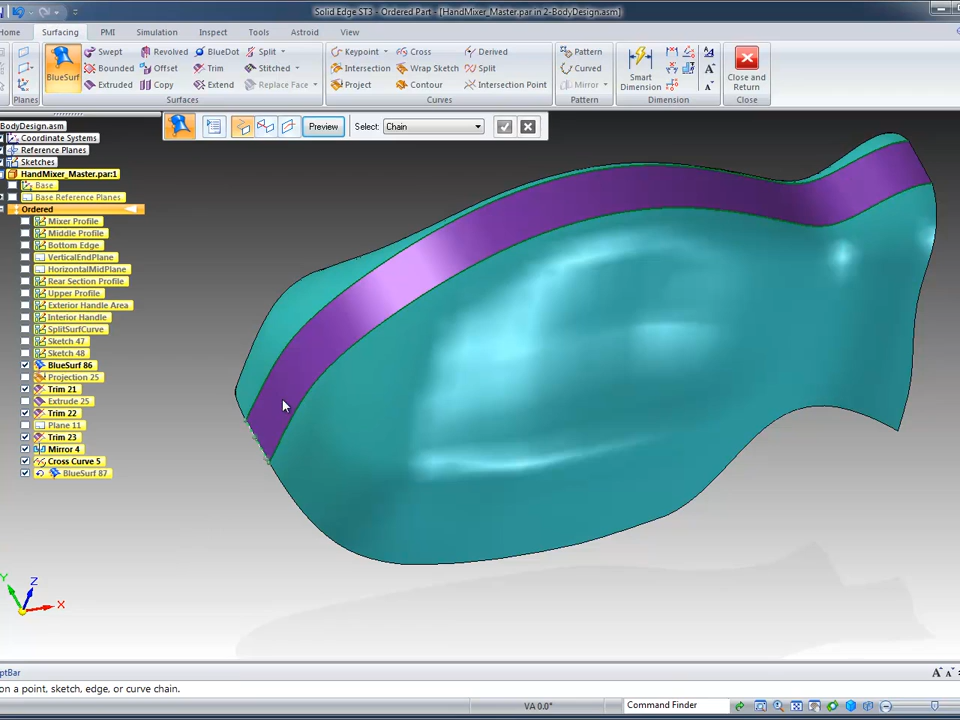 Solid Edge ST3 - Ordered Part - [HandMixer_Master.par in 2-BodyDesign.asm]
Home Surfacing PMI Simulation Inspect Tools Astroid View
Swept Revolved BlueDot Split Keypoint Cross Derived Pattern
BlueSurf Bounded Offset Trim Stitched Intersection Wrap Sketch Split Curved Smart Dimension Close and Return
Extruded Copy Extend Replace Face Project Contour Intersection Point Mirror
Planes Surfaces Curves Pattern Dimension Close
Preview Select: Chain
BodyDesign.asm
Coordinate Systems
Reference Planes
Sketches
HandMixer_Master.par:1
Base
Base Reference Planes
Ordered
Mixer Profile
Middle Profile
Bottom Edge
VerticalEndPlane
HorizontalMidPlane
Rear Section Profile
Upper Profile
Exterior Handle Area
Interior Handle
SplitSurfCurve
Sketch 47
Sketch 48
BlueSurf 86
Projection 25
Trim 21
Extrude 25
Trim 22
Plane 11
Trim 23
Mirror 4
Cross Curve 5
BlueSurf 87
Y Z X
ptBar
on a point, sketch, edge, or curve chain.
VA 0.0° Command Finder